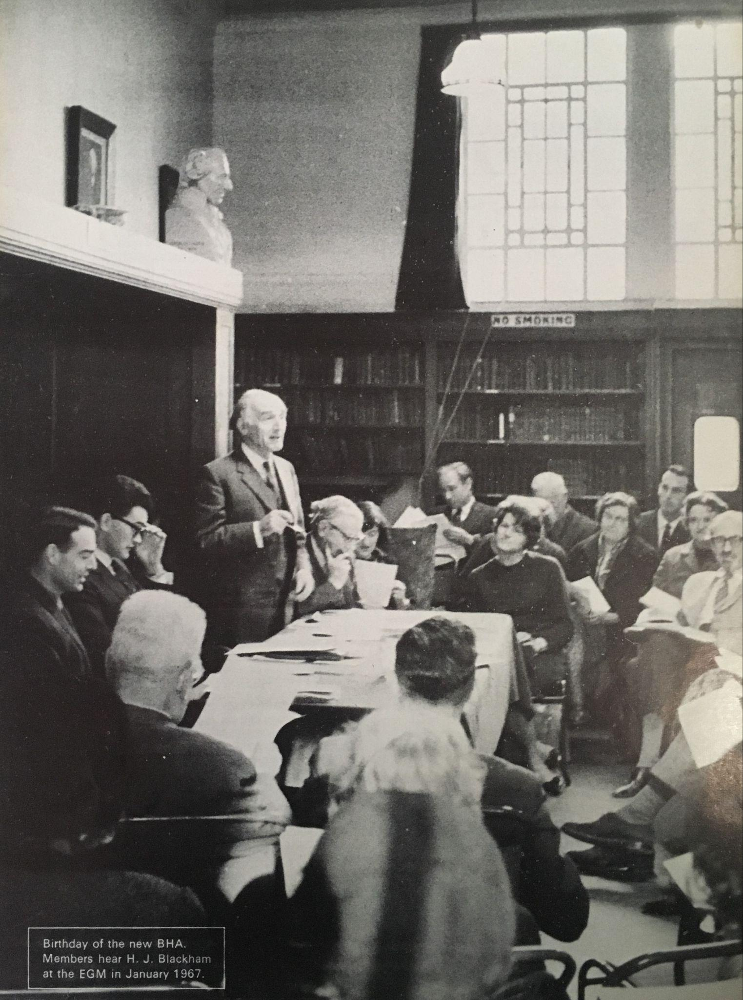 NO SMOKING
Birthday of the new BHA.
Members hear H. J. Blackham
at the EGM in January 1967.